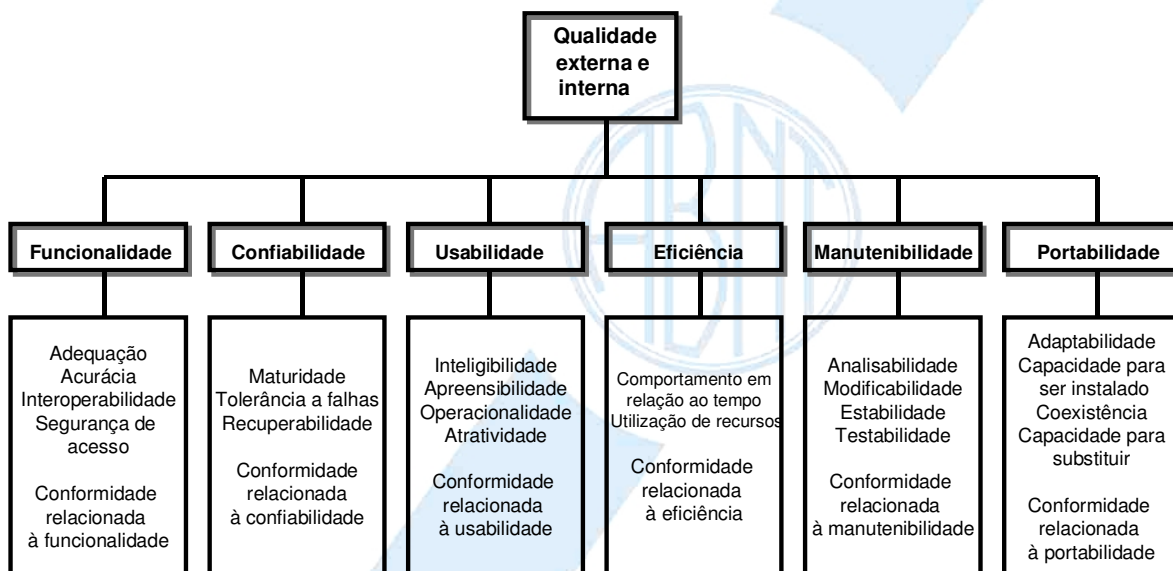 Qualidade
externa e
interna
ABNT
Funcionalidade
Confiabilidade
Usabilidade
Eficiência
Manutenibilidade
Portabilidade
Adequação
Acurácia
Interoperabilidade
Segurança de
acesso
Conformidade
relacionada
à funcionalidade
Maturidade
Tolerância a falhas
Recuperabilidade
Conformidade
relacionada
à confiabilidade
Inteligibilidade
Apreensibilidade
Operacionalidade
Atratividade
Conformidade
relacionada
à usabilidade
Comportamento em
relação ao tempo
Utilização de recursos
Conformidade
relacionada
à eficiência
Analisabilidade
Modificabilidade
Estabilidade
Testabilidade
Conformidade
relacionada
à manutenibilidade
Adaptabilidade
Capacidade para
ser instalado
Coexistência
Capacidade para
substituir
Conformidade
relacionada
à portabilidade